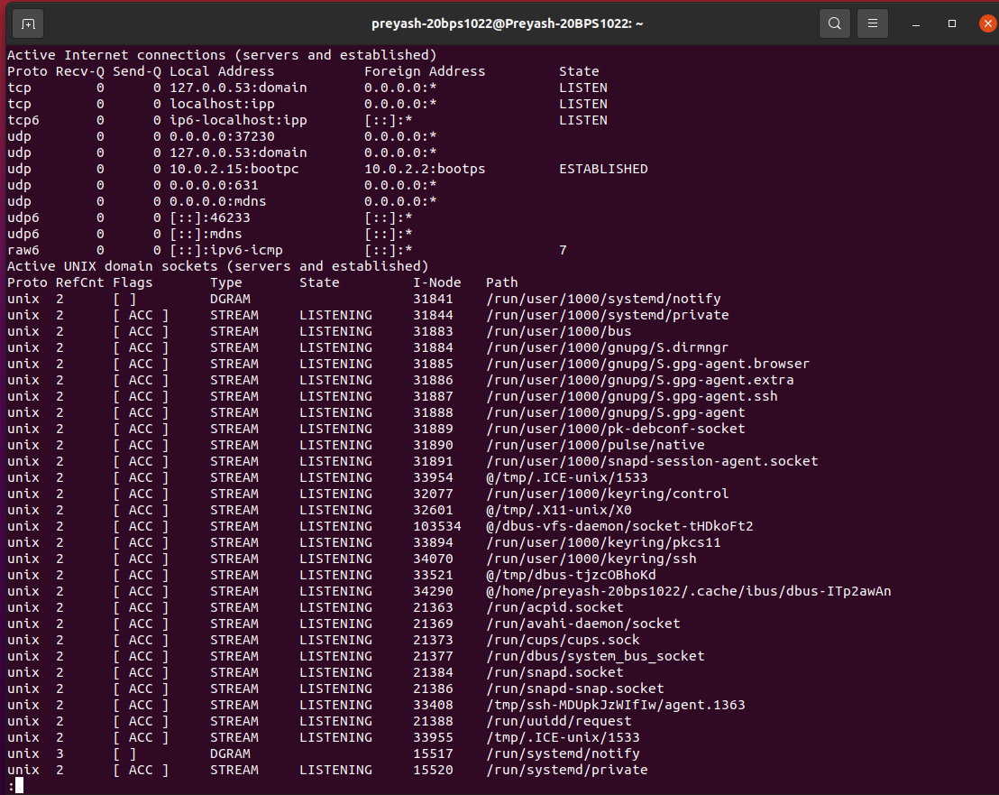 preyash-20bps1022@Preyash-20BPS1022: ~
Active Internet connections (servers and established)
Proto Recv-Q Send-Q Local Address           Foreign Address         State
tcp        0      0 127.0.0.53:domain       0.0.0.0:*               LISTEN
tcp        0      0 localhost:ipp           0.0.0.0:*               LISTEN
tcp6       0      0 ip6-localhost:ipp       [::]:*                  LISTEN
udp        0      0 0.0.0.0:37230           0.0.0.0:*
udp        0      0 127.0.0.53:domain       0.0.0.0:*
udp        0      0 10.0.2.15:bootpc        10.0.2.2:bootps         ESTABLISHED
udp        0      0 0.0.0.0:631             0.0.0.0:*
udp        0      0 0.0.0.0:mdns            0.0.0.0:*
udp6       0      0 [::]:46233              [::]:*
udp6       0      0 [::]:mdns               [::]:*
raw6       0      0 [::]:ipv6-icmp          [::]:*                  7
Active UNIX domain sockets (servers and established)
Proto RefCnt Flags       Type       State         I-Node   Path
unix  2      [ ]         DGRAM                    31841    /run/user/1000/systemd/notify
unix  2      [ ACC ]     STREAM     LISTENING     31844    /run/user/1000/systemd/private
unix  2      [ ACC ]     STREAM     LISTENING     31883    /run/user/1000/bus
unix  2      [ ACC ]     STREAM     LISTENING     31884    /run/user/1000/gnupg/S.dirmngr
unix  2      [ ACC ]     STREAM     LISTENING     31885    /run/user/1000/gnupg/S.gpg-agent.browser
unix  2      [ ACC ]     STREAM     LISTENING     31886    /run/user/1000/gnupg/S.gpg-agent.extra
unix  2      [ ACC ]     STREAM     LISTENING     31887    /run/user/1000/gnupg/S.gpg-agent.ssh
unix  2      [ ACC ]     STREAM     LISTENING     31888    /run/user/1000/gnupg/S.gpg-agent
unix  2      [ ACC ]     STREAM     LISTENING     31889    /run/user/1000/pk-debconf-socket
unix  2      [ ACC ]     STREAM     LISTENING     31890    /run/user/1000/pulse/native
unix  2      [ ACC ]     STREAM     LISTENING     31891    /run/user/1000/snapd-session-agent.socket
unix  2      [ ACC ]     STREAM     LISTENING     33954    @/tmp/.ICE-unix/1533
unix  2      [ ACC ]     STREAM     LISTENING     32077    /run/user/1000/keyring/control
unix  2      [ ACC ]     STREAM     LISTENING     32601    @/tmp/.X11-unix/X0
unix  2      [ ACC ]     STREAM     LISTENING     103534   @/dbus-vfs-daemon/socket-tHDkoFt2
unix  2      [ ACC ]     STREAM     LISTENING     33894    /run/user/1000/keyring/pkcs11
unix  2      [ ACC ]     STREAM     LISTENING     34070    /run/user/1000/keyring/ssh
unix  2      [ ACC ]     STREAM     LISTENING     33521    @/tmp/dbus-tjzcOBhoKd
unix  2      [ ACC ]     STREAM     LISTENING     34290    @/home/preyash-20bps1022/.cache/ibus/dbus-ITp2awAn
unix  2      [ ACC ]     STREAM     LISTENING     21363    /run/acpid.socket
unix  2      [ ACC ]     STREAM     LISTENING     21369    /run/avahi-daemon/socket
unix  2      [ ACC ]     STREAM     LISTENING     21373    /run/cups/cups.sock
unix  2      [ ACC ]     STREAM     LISTENING     21377    /run/dbus/system_bus_socket
unix  2      [ ACC ]     STREAM     LISTENING     21384    /run/snapd.socket
unix  2      [ ACC ]     STREAM     LISTENING     21386    /run/snapd-snap.socket
unix  2      [ ACC ]     STREAM     LISTENING     33408    /tmp/ssh-MDUpkJzWIfIw/agent.1363
unix  2      [ ACC ]     STREAM     LISTENING     21388    /run/uuidd/request
unix  2      [ ACC ]     STREAM     LISTENING     33955    /tmp/.ICE-unix/1533
unix  3      [ ]         DGRAM                    15517    /run/systemd/notify
unix  2      [ ACC ]     STREAM     LISTENING     15520    /run/systemd/private
: